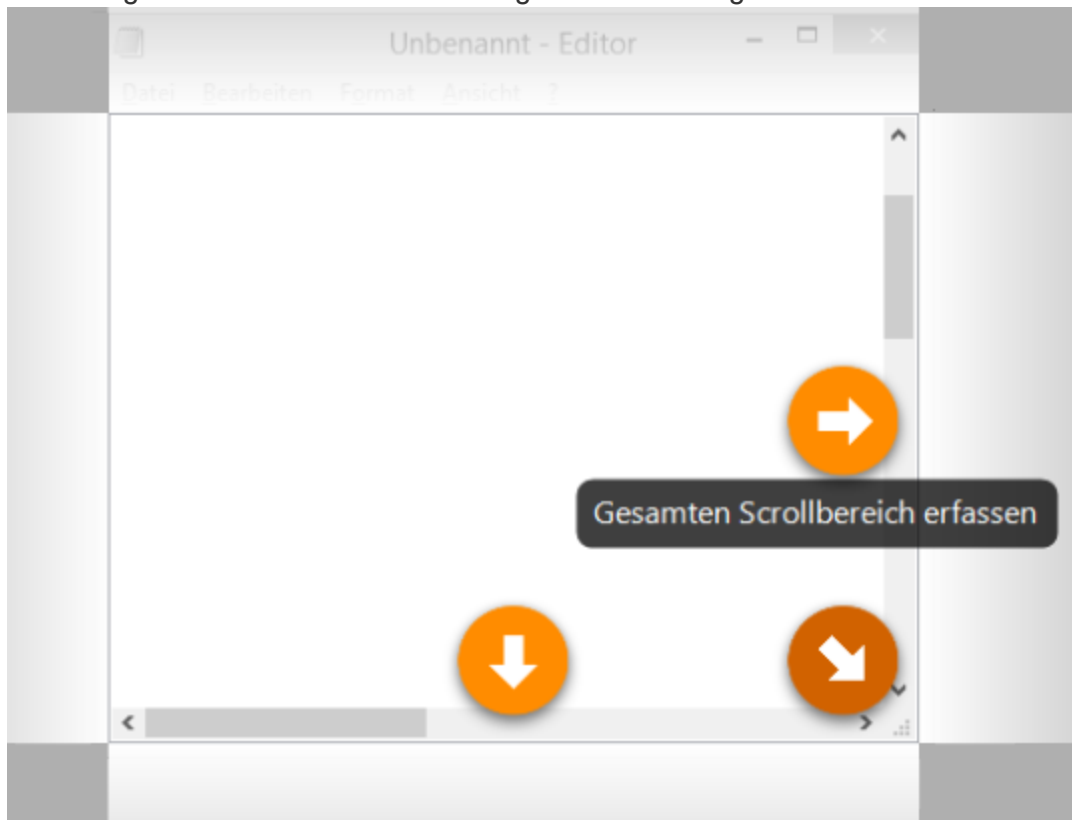 Unbenannt - Editor
Datei Bearbeiten Format Ansicht ?
Gesamten Scrollbereich erfassen